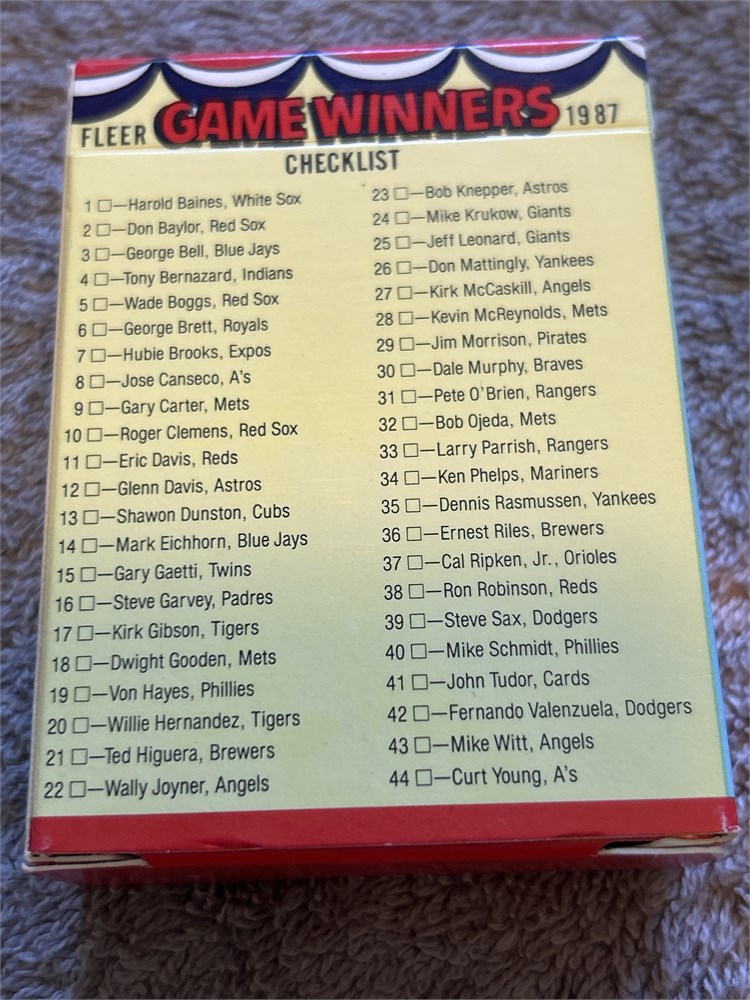 FLEER GAME WINNERS 1987
CHECKLIST
1 □—Harold Baines, White Sox
2 □—Don Baylor, Red Sox
3 □—George Bell, Blue Jays
4 □—Tony Bernazard, Indians
5 □—Wade Boggs, Red Sox
6 □—George Brett, Royals
7 □—Hubie Brooks, Expos
8 □—Jose Canseco, A's
9 □—Gary Carter, Mets
10 □—Roger Clemens, Red Sox
11 □—Eric Davis, Reds
12 □—Glenn Davis, Astros
13 □—Shawon Dunston, Cubs
14 □—Mark Eichhorn, Blue Jays
15 □—Gary Gaetti, Twins
16 □—Steve Garvey, Padres
17 □—Kirk Gibson, Tigers
18 □—Dwight Gooden, Mets
19 □—Von Hayes, Phillies
20 □—Willie Hernandez, Tigers
21 □—Ted Higuera, Brewers
22 □—Wally Joyner, Angels
23 □—Bob Knepper, Astros
24 □—Mike Krukow, Giants
25 □—Jeff Leonard, Giants
26 □—Don Mattingly, Yankees
27 □—Kirk McCaskill, Angels
28 □—Kevin McReynolds, Mets
29 □—Jim Morrison, Pirates
30 □—Dale Murphy, Braves
31 □—Pete O'Brien, Rangers
32 □—Bob Ojeda, Mets
33 □—Larry Parrish, Rangers
34 □—Ken Phelps, Mariners
35 □—Dennis Rasmussen, Yankees
36 □—Ernest Riles, Brewers
37 □—Cal Ripken, Jr., Orioles
38 □—Ron Robinson, Reds
39 □—Steve Sax, Dodgers
40 □—Mike Schmidt, Phillies
41 □—John Tudor, Cards
42 □—Fernando Valenzuela, Dodgers
43 □—Mike Witt, Angels
44 □—Curt Young, A's